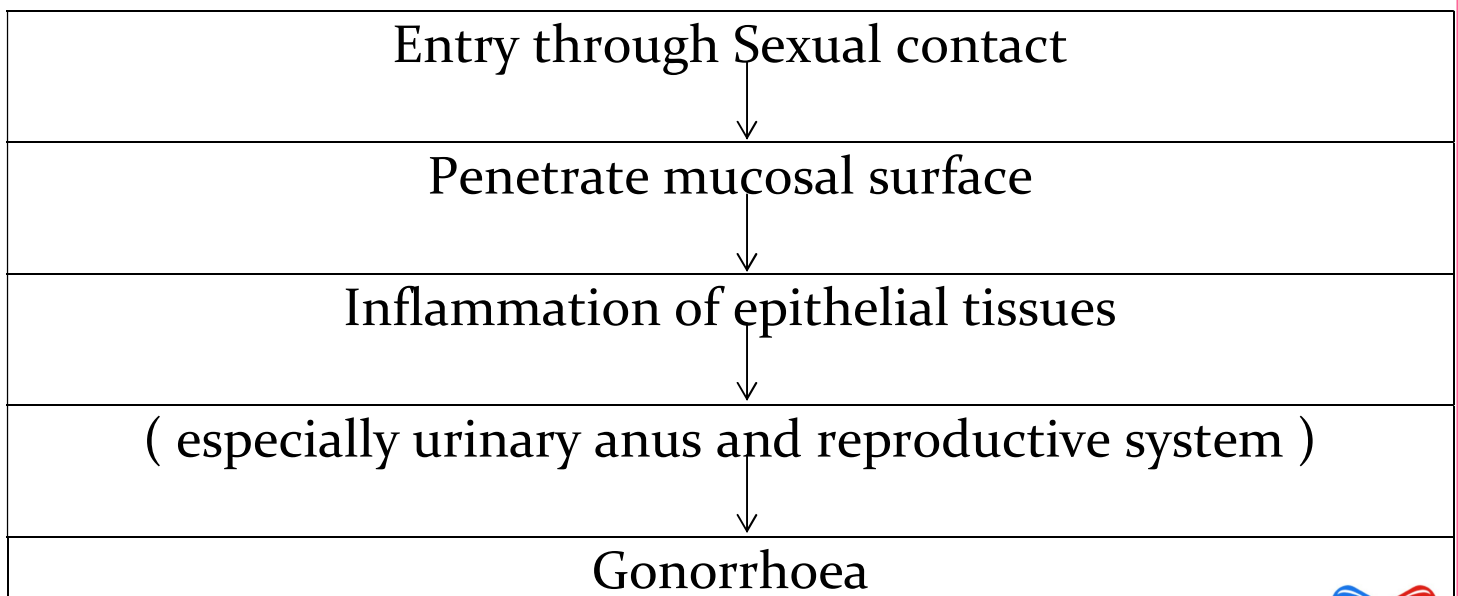 Entry through Sexual contact
Penetrate mucosal surface
Inflammation of epithelial tissues
( especially urinary anus and reproductive system )
Gonorrhoea